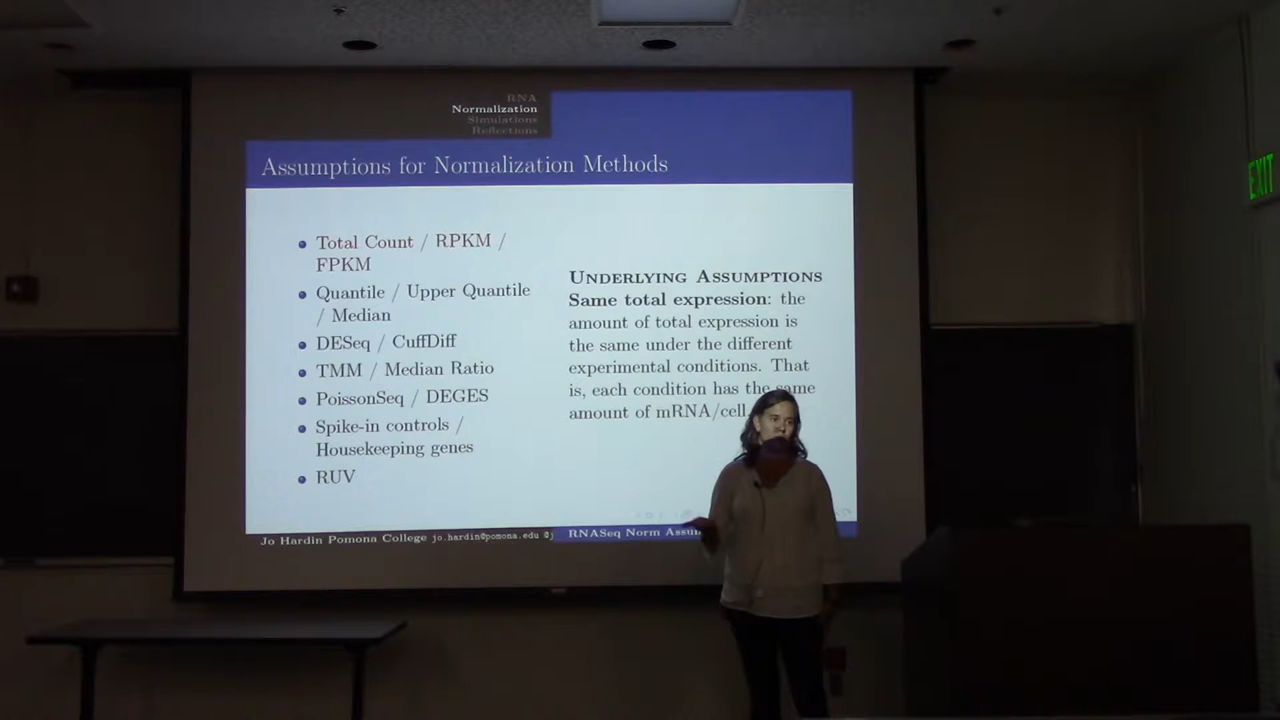 RNA
Normalization
Simulations
Reflections
Assumptions for Normalization Methods
Total Count / RPKM /
FPKM
Quantile / Upper Quantile
/ Median
DESeq / CuffDiff
TMM / Median Ratio
PoissonSeq / DEGES
Spike-in controls /
Housekeeping genes
RUV
Underlying Assumptions
Same total expression: the
amount of total expression is
the same under the different
experimental conditions. That
is, each condition has the same
amount of mRNA/cell.
Jo Hardin Pomona College jo.hardin@pomona.edu @j
RNASeq Norm Assum
EXIT